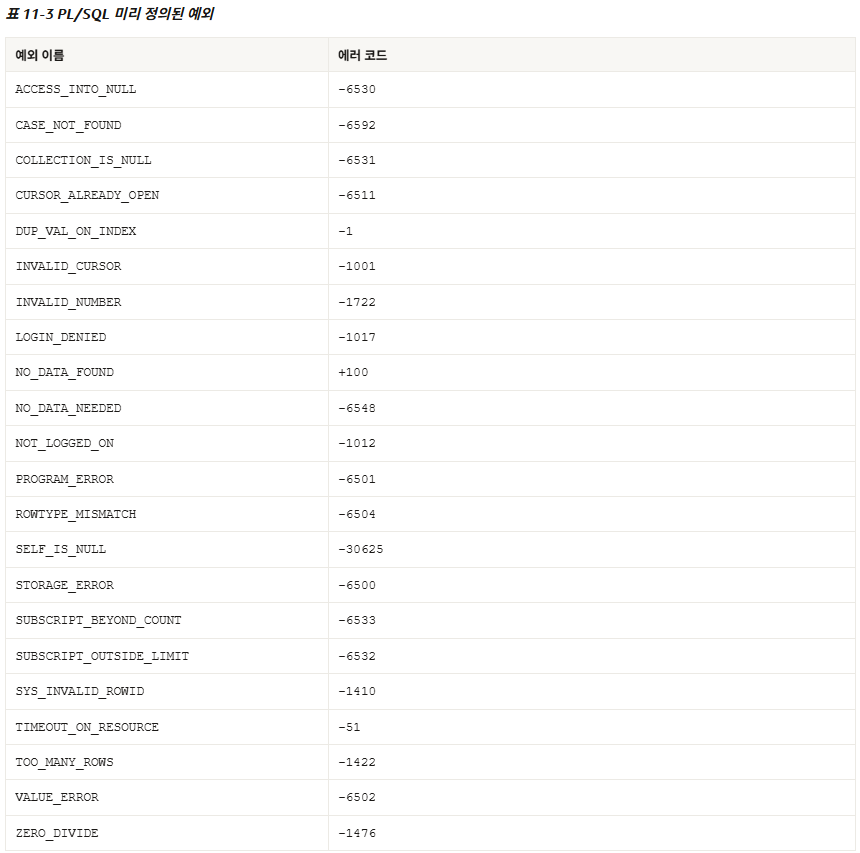 표 11-3 PL/SQL 미리 정의된 예외
예외 이름 에러 코드
ACCESS_INTO_NULL -6530
CASE_NOT_FOUND -6592
COLLECTION_IS_NULL -6531
CURSOR_ALREADY_OPEN -6511
DUP_VAL_ON_INDEX -1
INVALID_CURSOR -1001
INVALID_NUMBER -1722
LOGIN_DENIED -1017
NO_DATA_FOUND +100
NO_DATA_NEEDED -6548
NOT_LOGGED_ON -1012
PROGRAM_ERROR -6501
ROWTYPE_MISMATCH -6504
SELF_IS_NULL -30625
STORAGE_ERROR -6500
SUBSCRIPT_BEYOND_COUNT -6533
SUBSCRIPT_OUTSIDE_LIMIT -6532
SYS_INVALID_ROWID -1410
TIMEOUT_ON_RESOURCE -51
TOO_MANY_ROWS -1422
VALUE_ERROR -6502
ZERO_DIVIDE -1476